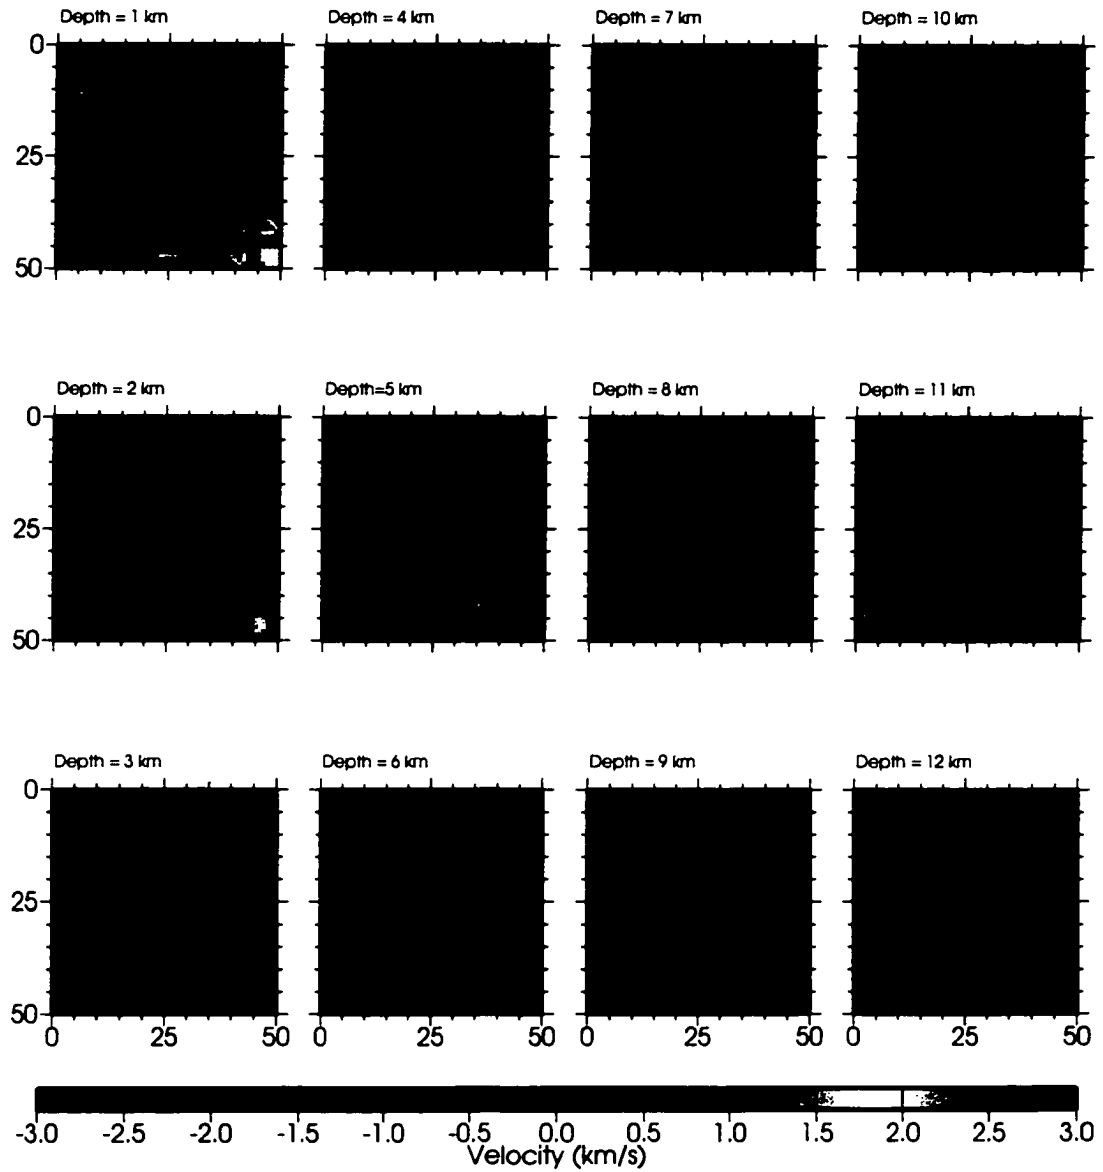 Depth = 1 km
Depth = 4 km
Depth = 7 km
Depth = 10 km
0
25
50
Depth = 2 km
Depth=5 km
Depth = 8 km
Depth = 11 km
0
25
50
Depth = 3 km
Depth = 6 km
Depth = 9 km
Depth = 12 km
0
25
50
0 25 50 0 25 50 0 25 50 0 25 50
-3.0 -2.5 -2.0 -1.5 -1.0 -0.5 0.0 0.5 1.0 1.5 2.0 2.5 3.0
Velocity (km/s)